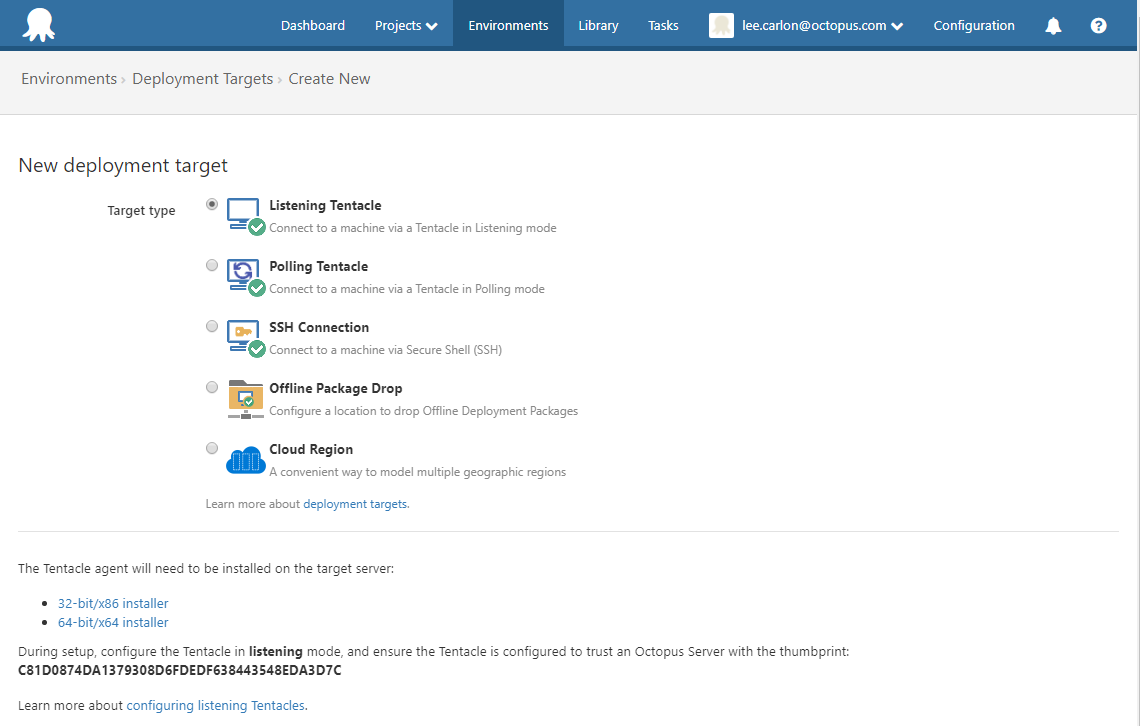 Dashboard Projects Environments Library Tasks lee.carlon@octopus.com Configuration
Environments › Deployment Targets › Create New
New deployment target
Target type
Listening Tentacle
Connect to a machine via a Tentacle in Listening mode
Polling Tentacle
Connect to a machine via a Tentacle in Polling mode
SSH Connection
Connect to a machine via Secure Shell (SSH)
Offline Package Drop
Configure a location to drop Offline Deployment Packages
Cloud Region
A convenient way to model multiple geographic regions
Learn more about deployment targets.
The Tentacle agent will need to be installed on the target server:
• 32-bit/x86 installer
• 64-bit/x64 installer
During setup, configure the Tentacle in listening mode, and ensure the Tentacle is configured to trust an Octopus Server with the thumbprint:
C81D0874DA1379308D6FDEDF638443548EDA3D7C
Learn more about configuring listening Tentacles.